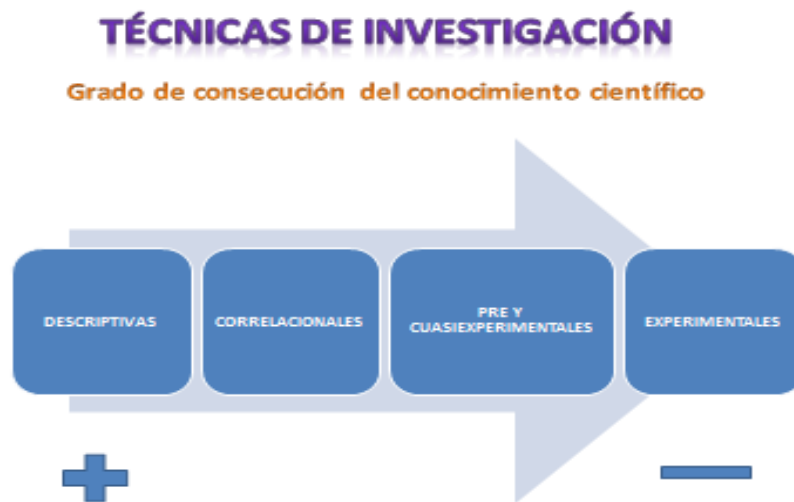 TÉCNICAS DE INVESTIGACIÓN
Grado de consecución del conocimiento científico
DESCRIPTIVAS
CORRELACIONALES
PRE Y
CUASIEXPERIMENTALES
EXPERIMENTALES